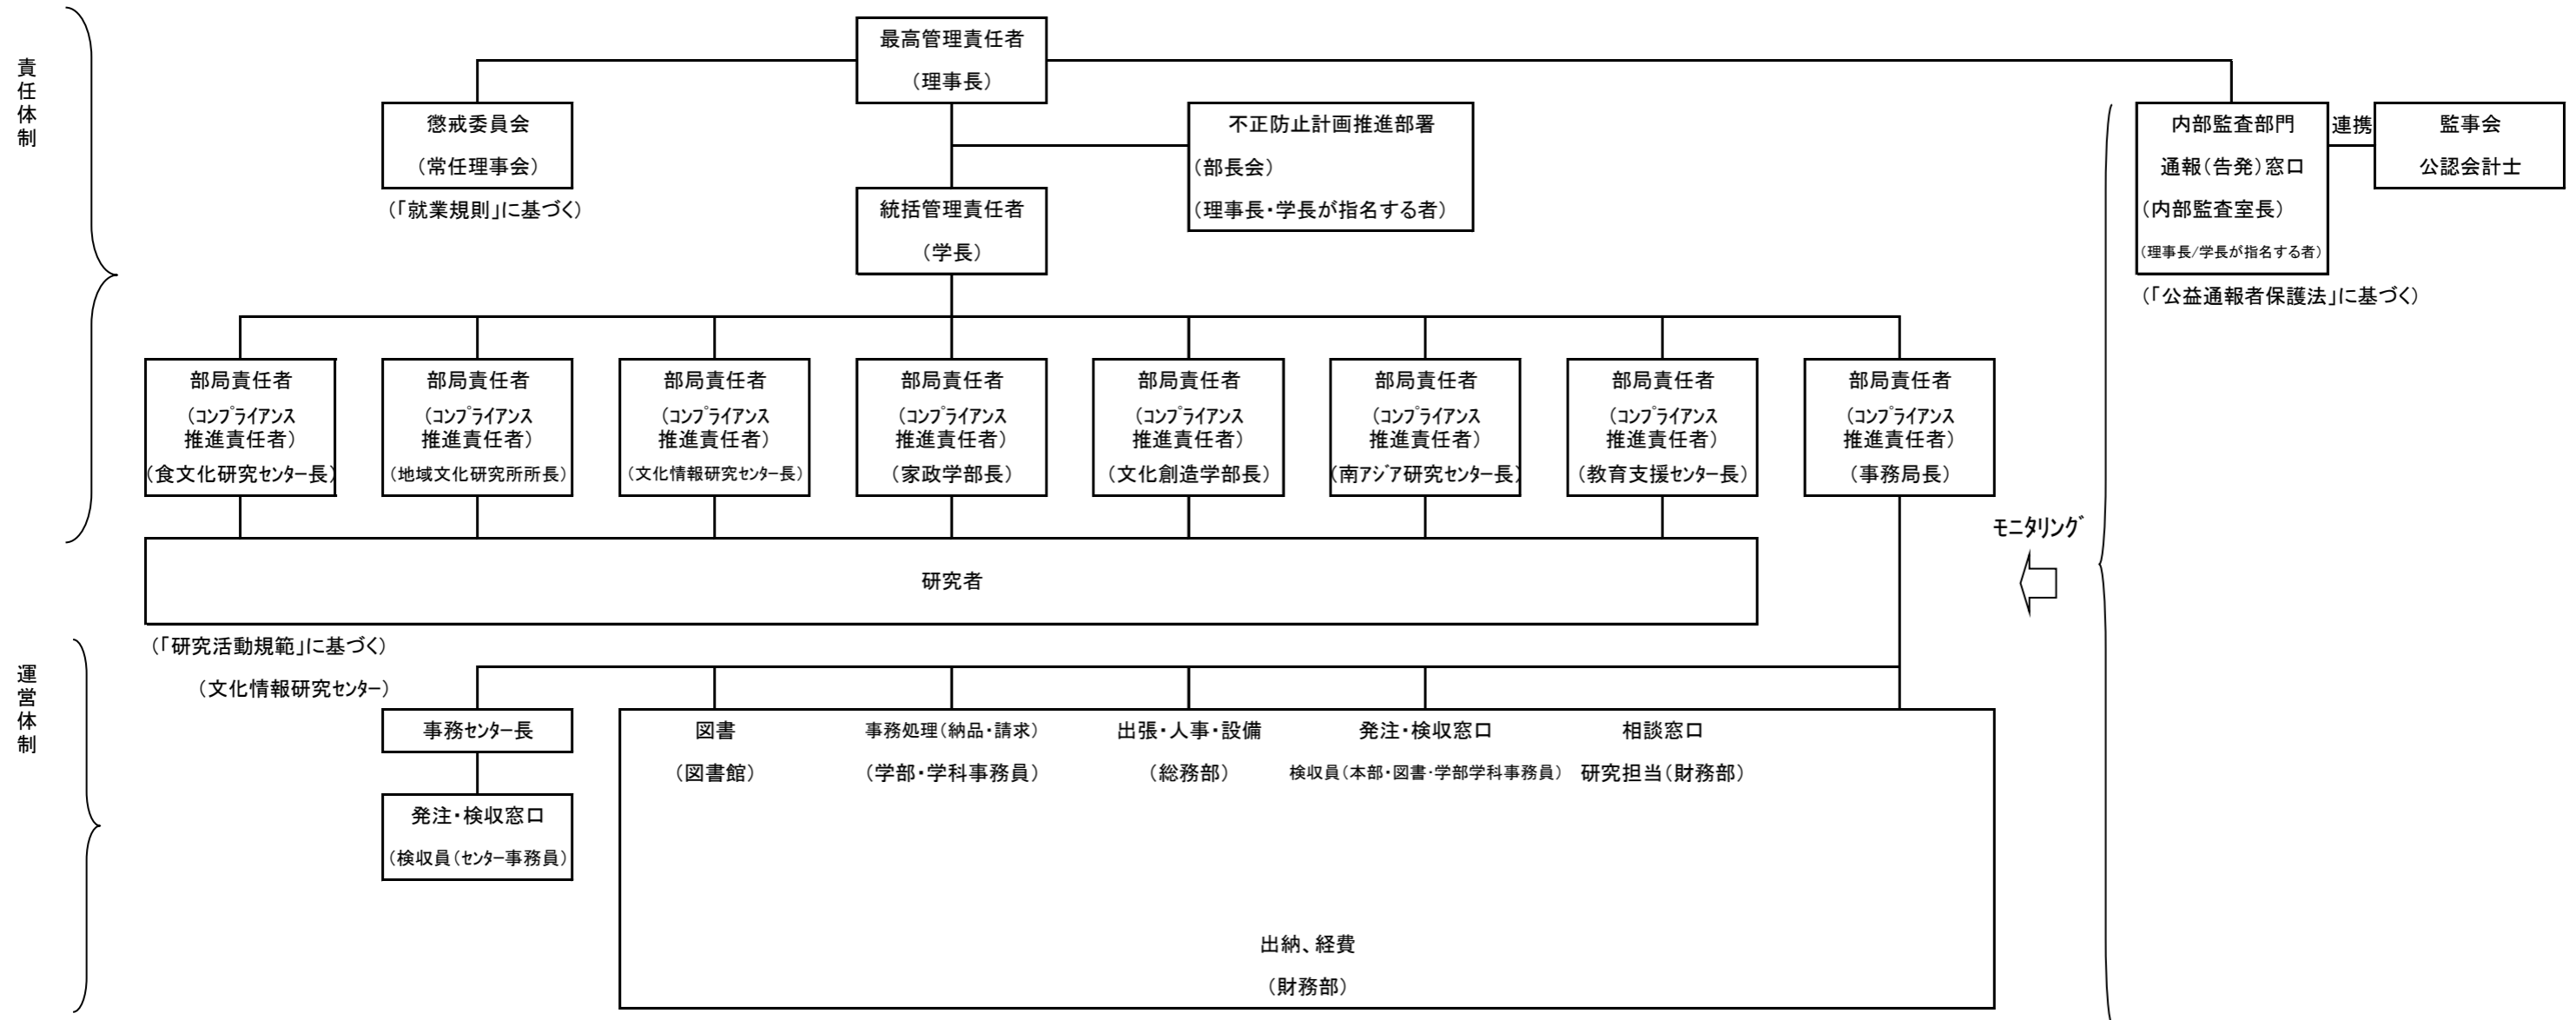 責任体制
最高管理責任者
（理事長）
懲戒委員会
（常任理事会）
（「就業規則」に基づく）
不正防止計画推進部署
（部長会）
（理事長・学長が指名する者）
内部監査部門
通報（告発）窓口
（内部監査室長）
（理事長/学長が指名する者）
（「公益通報者保護法」に基づく）
連携
監事会
公認会計士
統括管理責任者
（学長）
部局責任者
（ｺﾝﾌﾟﾗｲｱﾝｽ
推進責任者）
（食文化研究ｾﾝﾀｰ長）
部局責任者
（ｺﾝﾌﾟﾗｲｱﾝｽ
推進責任者）
（地域文化研究所所長）
部局責任者
（ｺﾝﾌﾟﾗｲｱﾝｽ
推進責任者）
（文化情報研究ｾﾝﾀｰ長）
部局責任者
（ｺﾝﾌﾟﾗｲｱﾝｽ
推進責任者）
（家政学部長）
部局責任者
（ｺﾝﾌﾟﾗｲｱﾝｽ
推進責任者）
（文化創造学部長）
部局責任者
（ｺﾝﾌﾟﾗｲｱﾝｽ
推進責任者）
（南ｱｼﾞｱ研究ｾﾝﾀｰ長）
部局責任者
（ｺﾝﾌﾟﾗｲｱﾝｽ
推進責任者）
（教育支援ｾﾝﾀｰ長）
部局責任者
（ｺﾝﾌﾟﾗｲｱﾝｽ
推進責任者）
（事務局長）
ﾓﾆﾀﾘﾝｸﾞ
研究者
（「研究活動規範」に基づく）
運営体制
（文化情報研究ｾﾝﾀｰ）
事務ｾﾝﾀｰ長
発注・検収窓口
（検収員（ｾﾝﾀｰ事務員）
図書
（図書館）
事務処理（納品・請求）
（学部・学科事務員）
出張・人事・設備
（総務部）
発注・検収窓口
検収員（本部・図書・学部学科事務員）
相談窓口
研究担当（財務部）
出納、経費
（財務部）